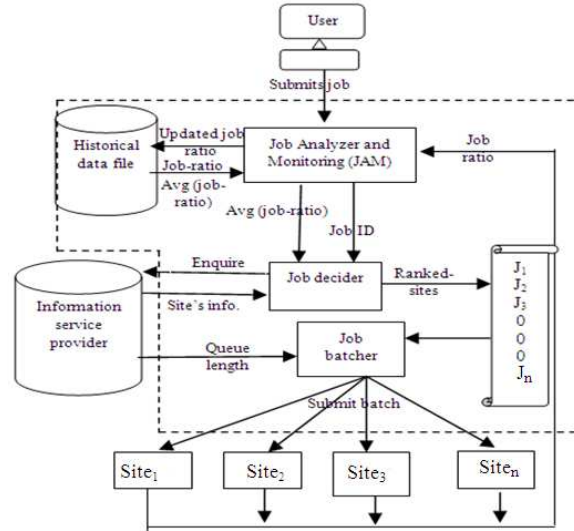 User
Submits job
Historical
data file
Updated job
ratio
Job-ratio
Avg (job-
ratio)
Job Analyzer and
Monitoring (JAM)
Job
ratio
Avg (job-ratio)
Job ID
Enquire
Job decider
Ranked-
sites
Information
service
provider
Site`s info.
J1
J2
J3
0
0
0
Jn
Queue
length
Job
batcher
Submit batch
Site1
Site2
Site3
Siten